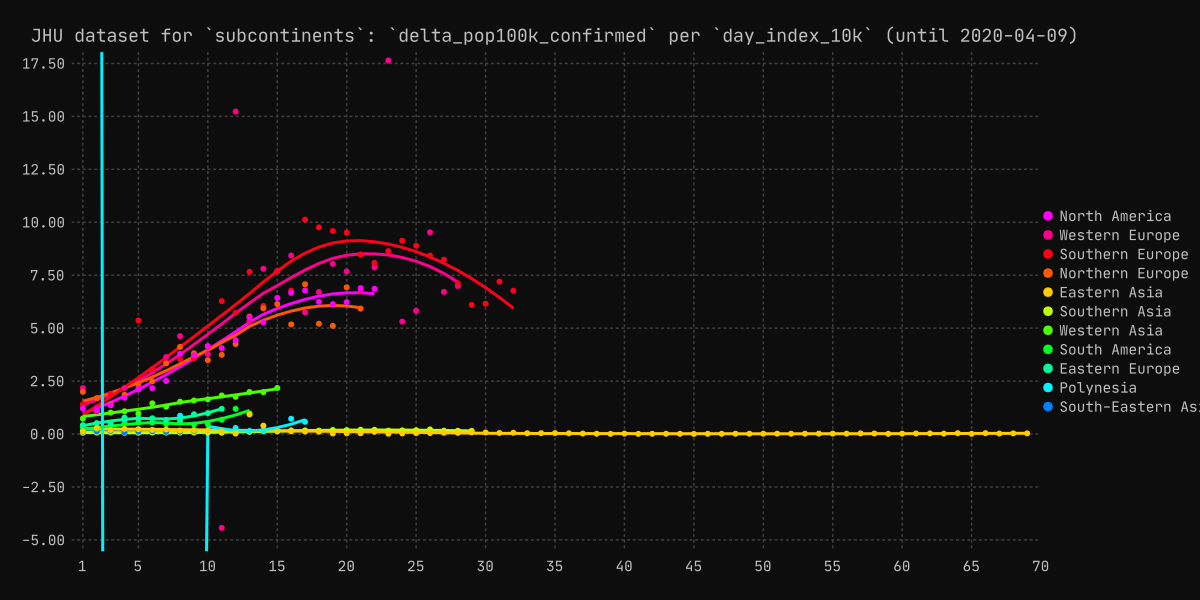 JHU dataset for `subcontinents`: `delta_pop100k_confirmed` per `day_index_10k` (until 2020-04-09)
17.50
15.00
12.50
10.00
7.50
5.00
2.50
0.00
-2.50
-5.00
1 5 10 15 20 25 30 35 40 45 50 55 60 65 70
North America
Western Europe
Southern Europe
Northern Europe
Eastern Asia
Southern Asia
Western Asia
South America
Eastern Europe
Polynesia
South-Eastern Asi